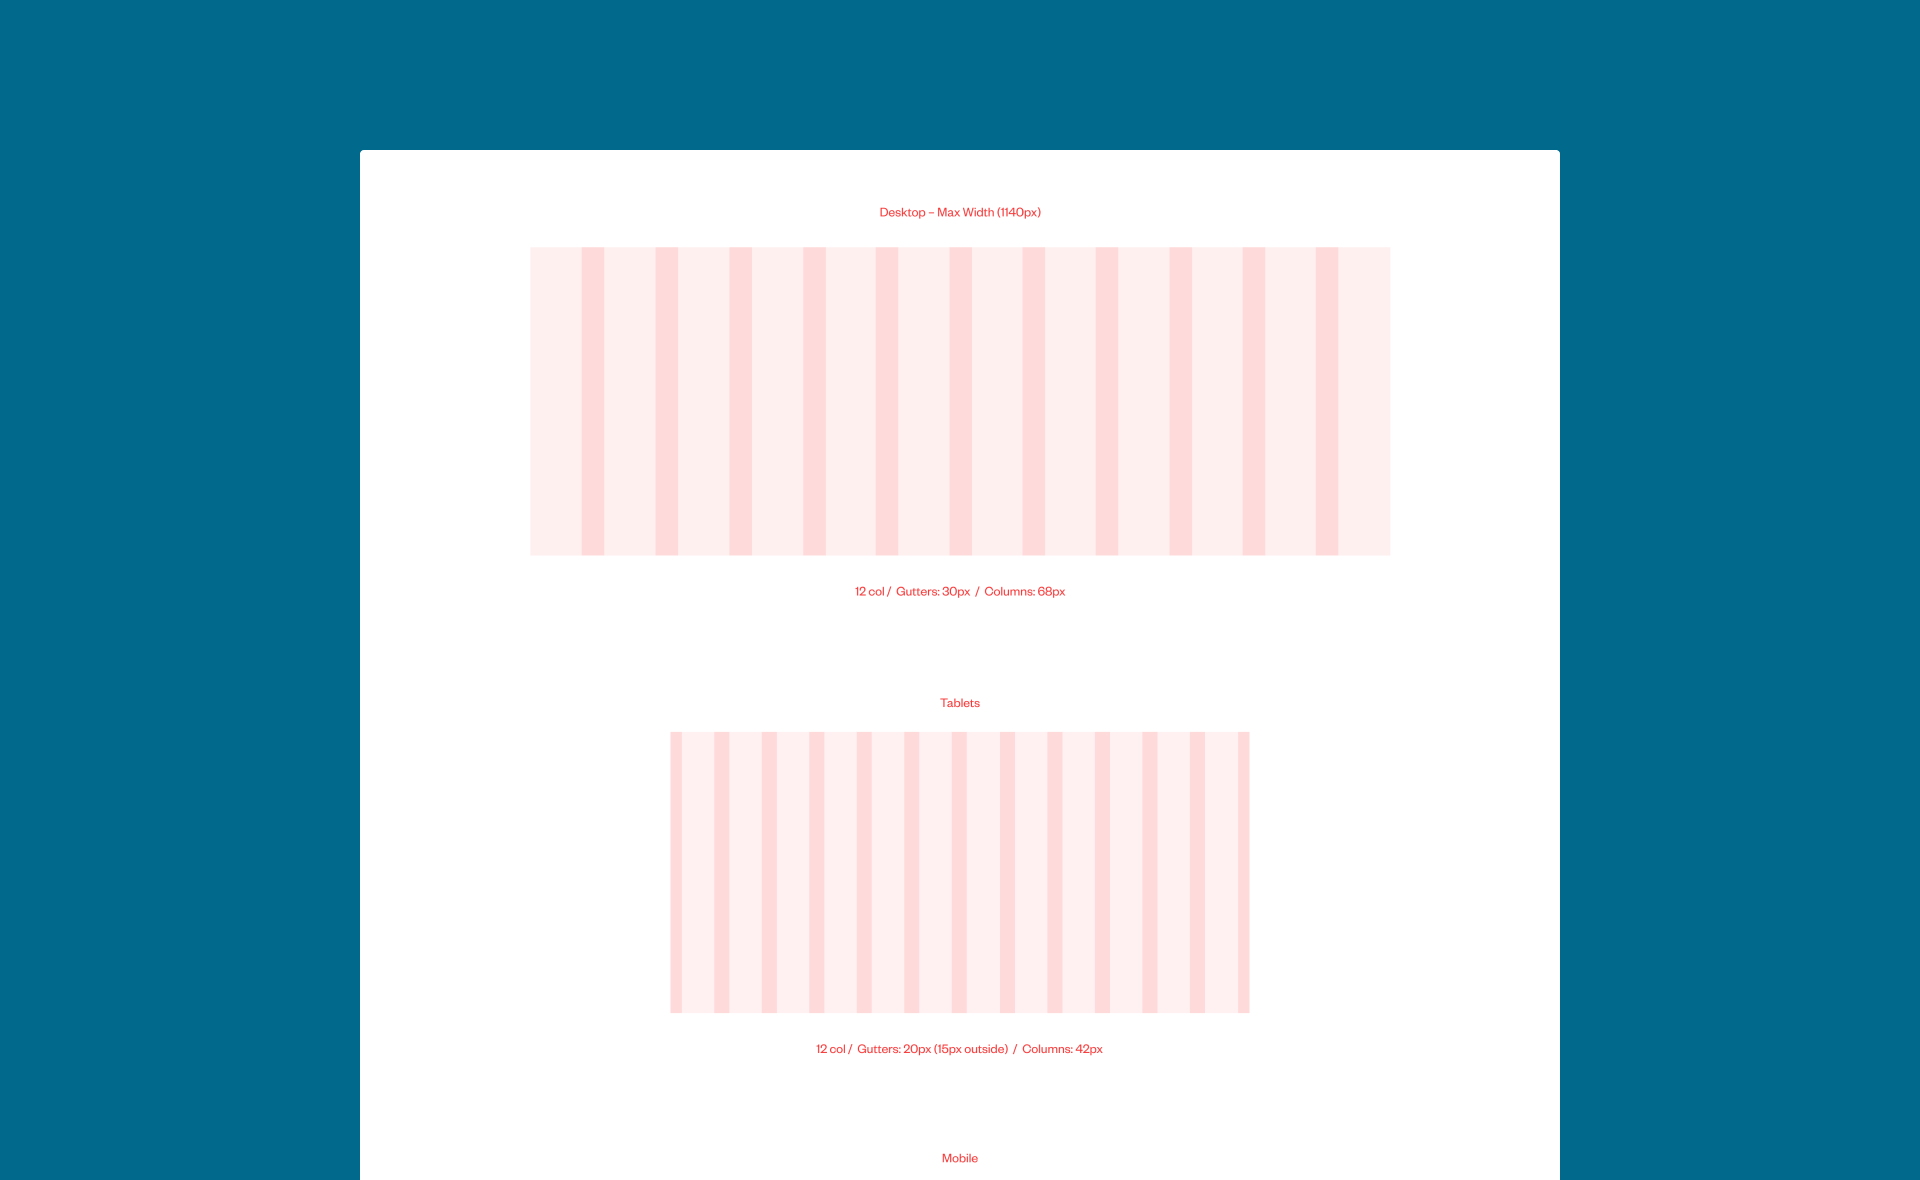 Desktop – Max Width (1140px)
12 col / Gutters: 30px / Columns: 68px
Tablets
12 col / Gutters: 20px (15px outside) / Columns: 42px
Mobile